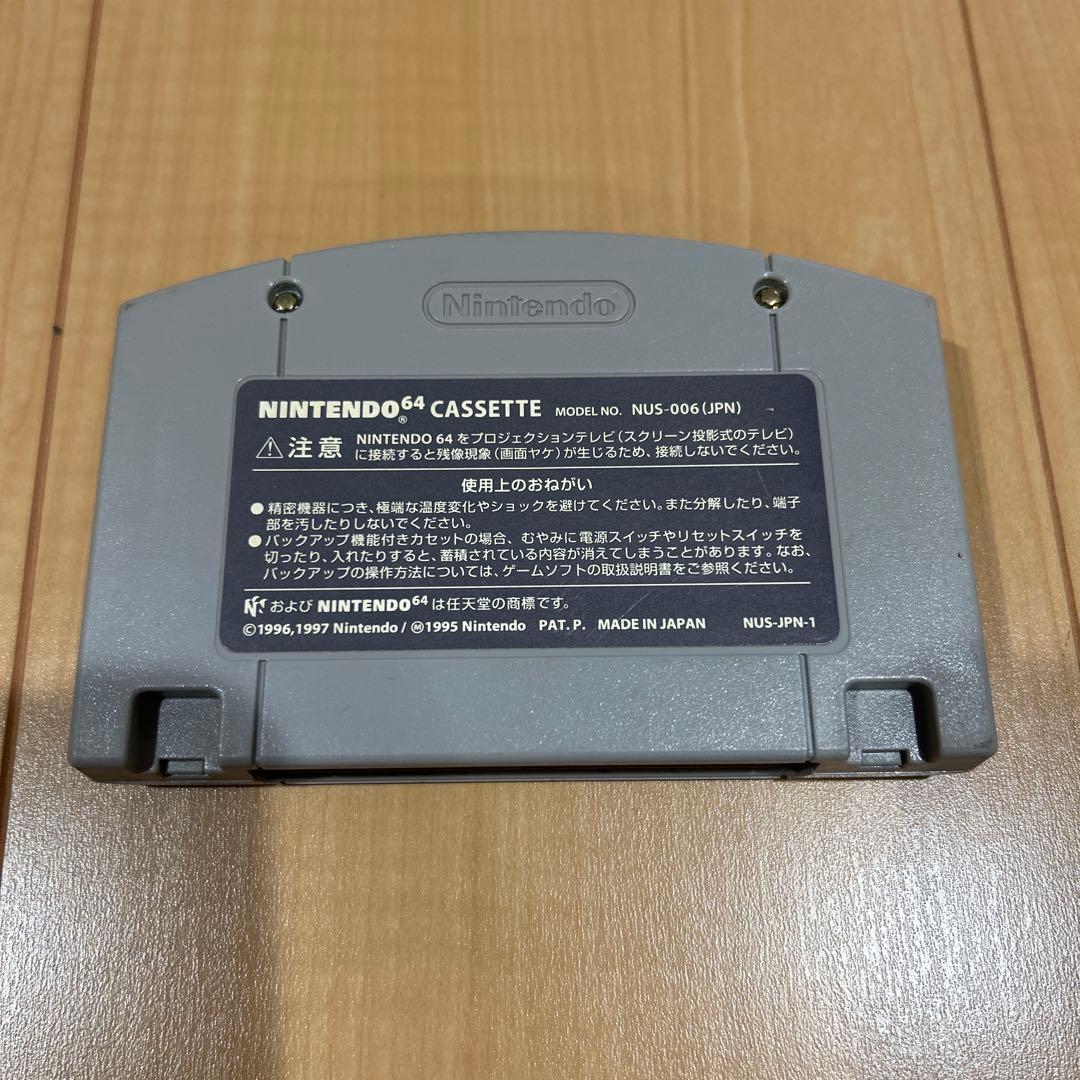 Nintendo®
NINTENDO64® CASSETTE MODEL NO. NUS-006(JPN)
⚠注意 NINTENDO 64をプロジェクションテレビ(スクリーン投影式のテレビ)
に接続すると残像現象(画面ヤケ)が生じるため、接続しないでください。
使用上のおねがい
●精密機器につき、極端な温度変化やショックを避けてください。また分解したり、端子
部を汚したりしないでください。
●バックアップ機能付きカセットの場合、むやみに電源スイッチやリセットスイッチを
切ったり、入れたりすると、蓄積されている内容が消えてしまうことがあります。なお、
バックアップの操作方法については、ゲームソフトの取扱説明書をご参照ください。
および NINTENDO64は任天堂の商標です。
©1996,1997 Nintendo/Ⓜ1995 Nintendo PAT. P. MADE IN JAPAN NUS-JPN-1